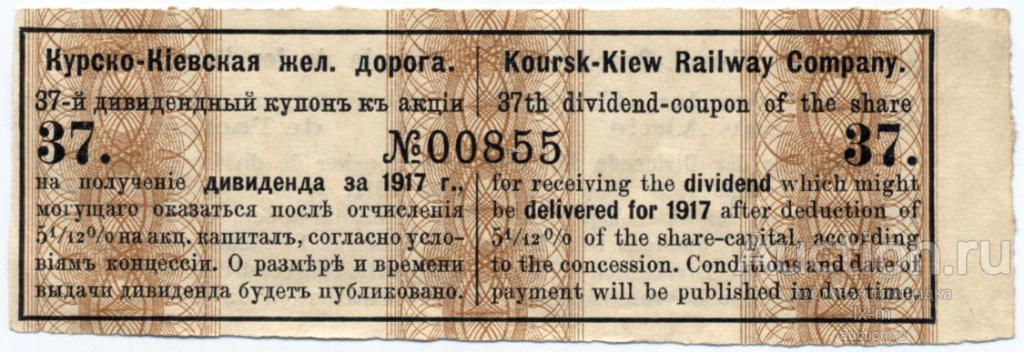 Курско-Кіевская жел. дорога.
37-й дивидендный купонъ къ акціи
37.
на полученіе дивиденда за 1917 г.,
могущаго оказаться послѣ отчисленія
5¹/₁₂% на акц. капиталъ, согласно усло-
віямъ концессіи. О размѣрѣ и времени
выдачи дивиденда будетъ публиковано.
№00855
Koursk-Kiew Railway Company.
37th dividend-coupon of the share
37.
for receiving the dividend which might
be delivered for 1917 after deduction of
5¹/₁₂% of the share-capital, according
to the concession. Conditions and date of
payment will be published in due time.
Auction.ru
auction.ru